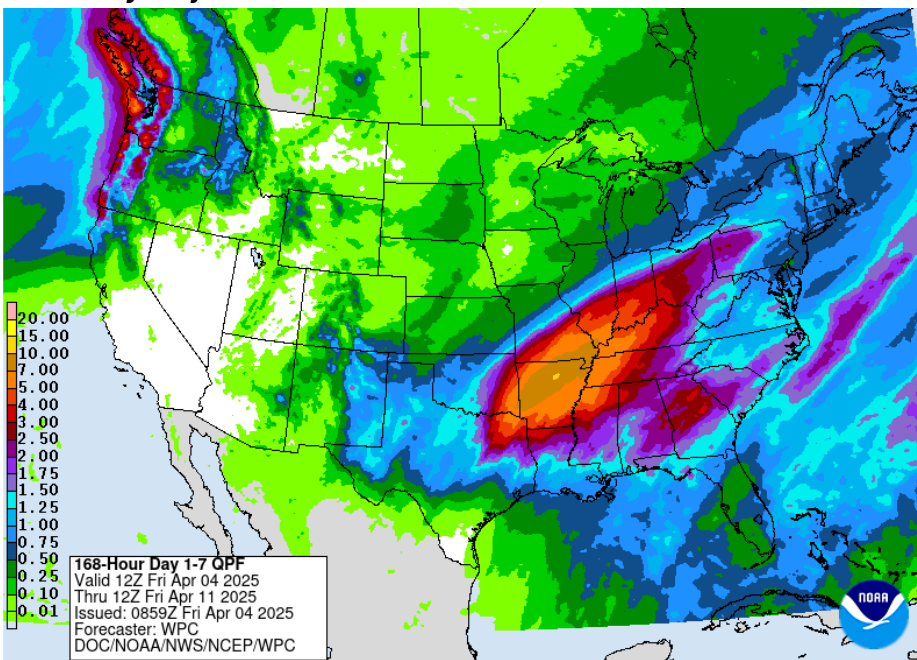 20.00
15.00
10.00
7.00
5.00
4.00
3.00
2.50
2.00
1.75
1.50
1.25
1.00
0.75
0.50
0.25
0.10
0.01
168-Hour Day 1-7 QPF
Valid 12Z Fri Apr 04 2025
Thru 12Z Fri Apr 11 2025
Issued: 0859Z Fri Apr 04 2025
Forecaster: WPC
DOC/NOAA/NWS/NCEP/WPC
NOAA